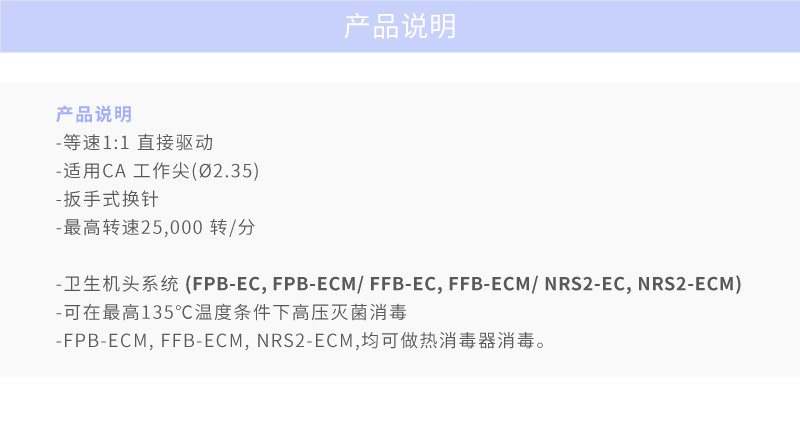 产品说明
产品说明
-等速1:1 直接驱动
-适用CA 工作尖(Ø2.35)
-扳手式换针
-最高转速25,000 转/分
-卫生机头系统 (FPB-EC, FPB-ECM/ FFB-EC, FFB-ECM/ NRS2-EC, NRS2-ECM)
-可在最高135℃温度条件下高压灭菌消毒
-FPB-ECM, FFB-ECM, NRS2-ECM,均可做热消毒器消毒。